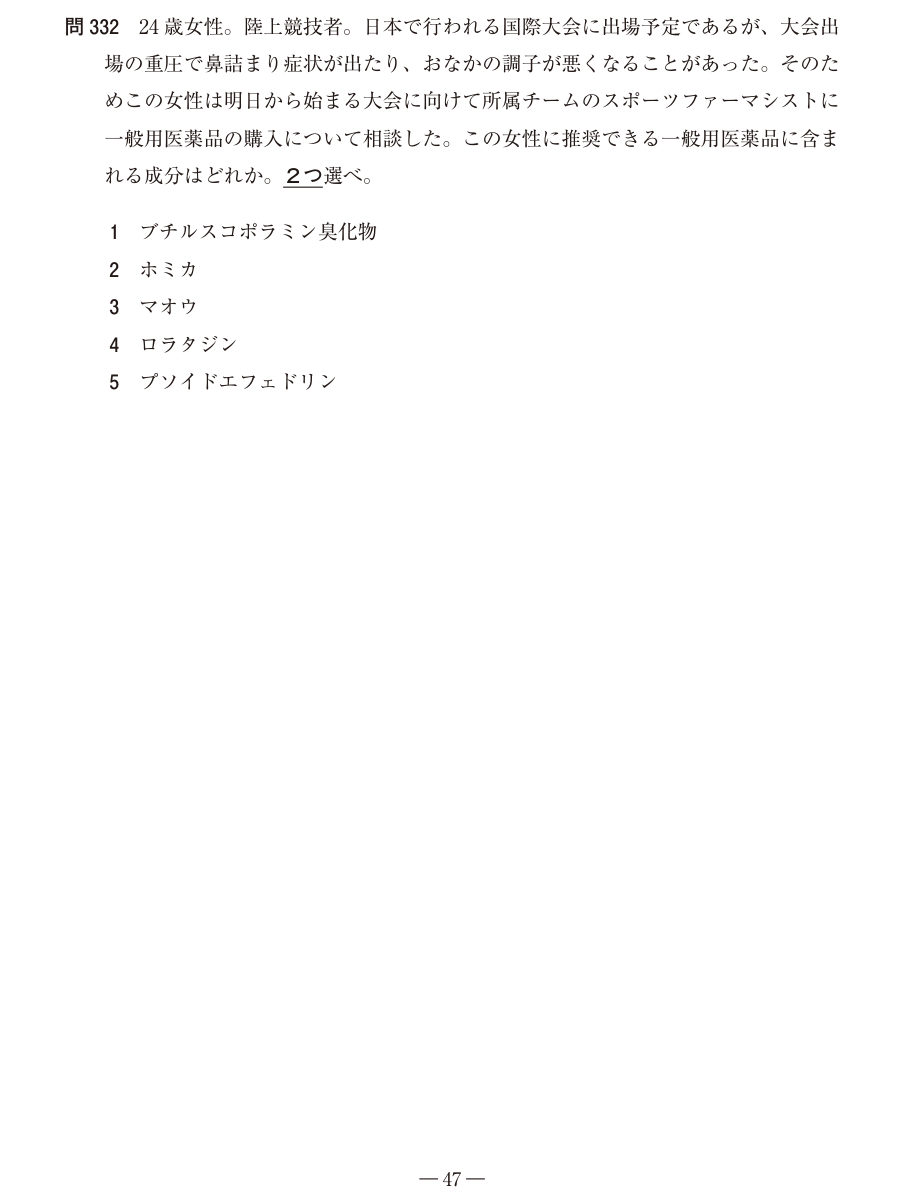 問 332 24 歳女性。陸上競技者。日本で行われる国際大会に出場予定であるが、大会出
場の重圧で鼻詰まり症状が出たり、おなかの調子が悪くなることがあった。そのた
めこの女性は明日から始まる大会に向けて所属チームのスポーツファーマシストに
一般用医薬品の購入について相談した。この女性に推奨できる一般用医薬品に含ま
れる成分はどれか。2つ選べ。
1 ブチルスコポラミン臭化物
2 ホミカ
3 マオウ
4 ロラタジン
5 プソイドエフェドリン
— 47 —